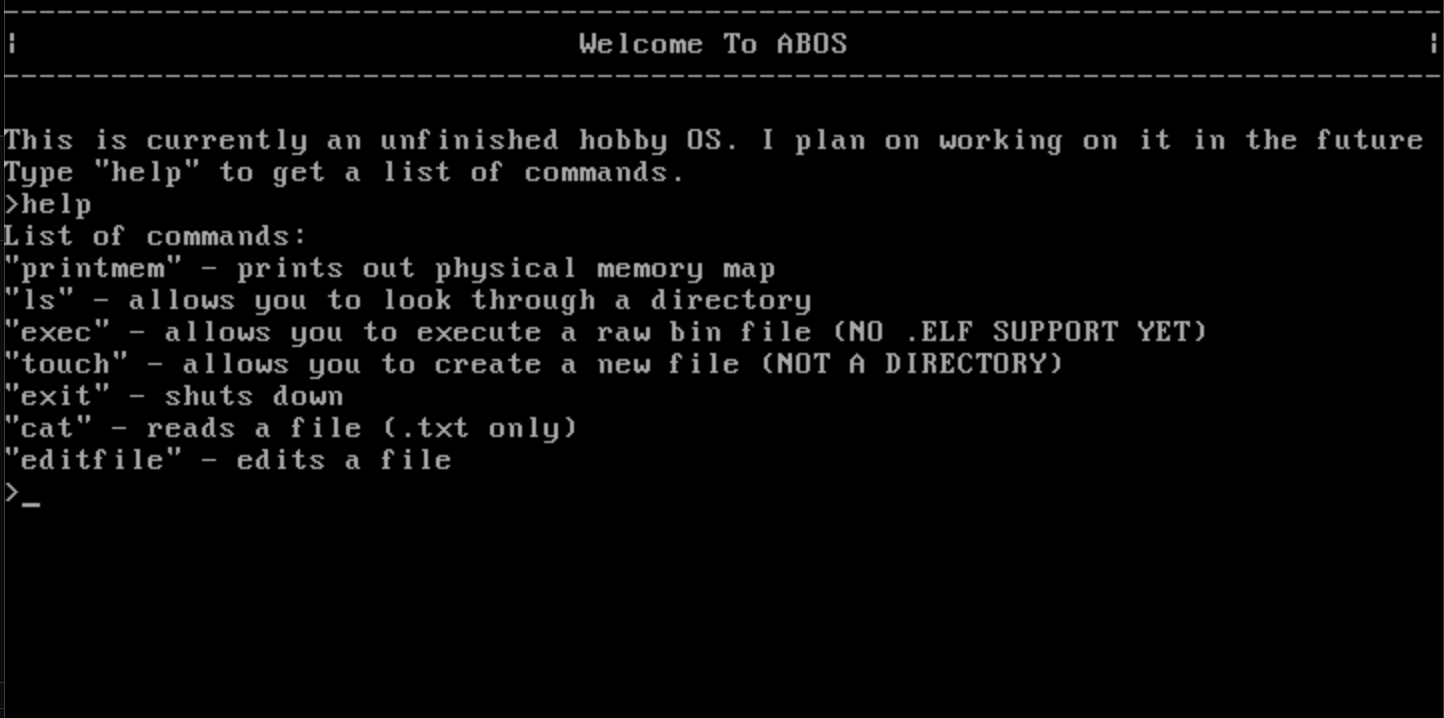 --------------------------------------------------------------------------------
¦                               Welcome To ABOS                                ¦
--------------------------------------------------------------------------------
This is currently an unfinished hobby OS. I plan on working on it in the future
Type "help" to get a list of commands.
>help
List of commands:
"printmem" - prints out physical memory map
"ls" - allows you to look through a directory
"exec" - allows you to execute a raw bin file (NO .ELF SUPPORT YET)
"touch" - allows you to create a new file (NOT A DIRECTORY)
"exit" - shuts down
"cat" - reads a file (.txt only)
"editfile" - edits a file
>_